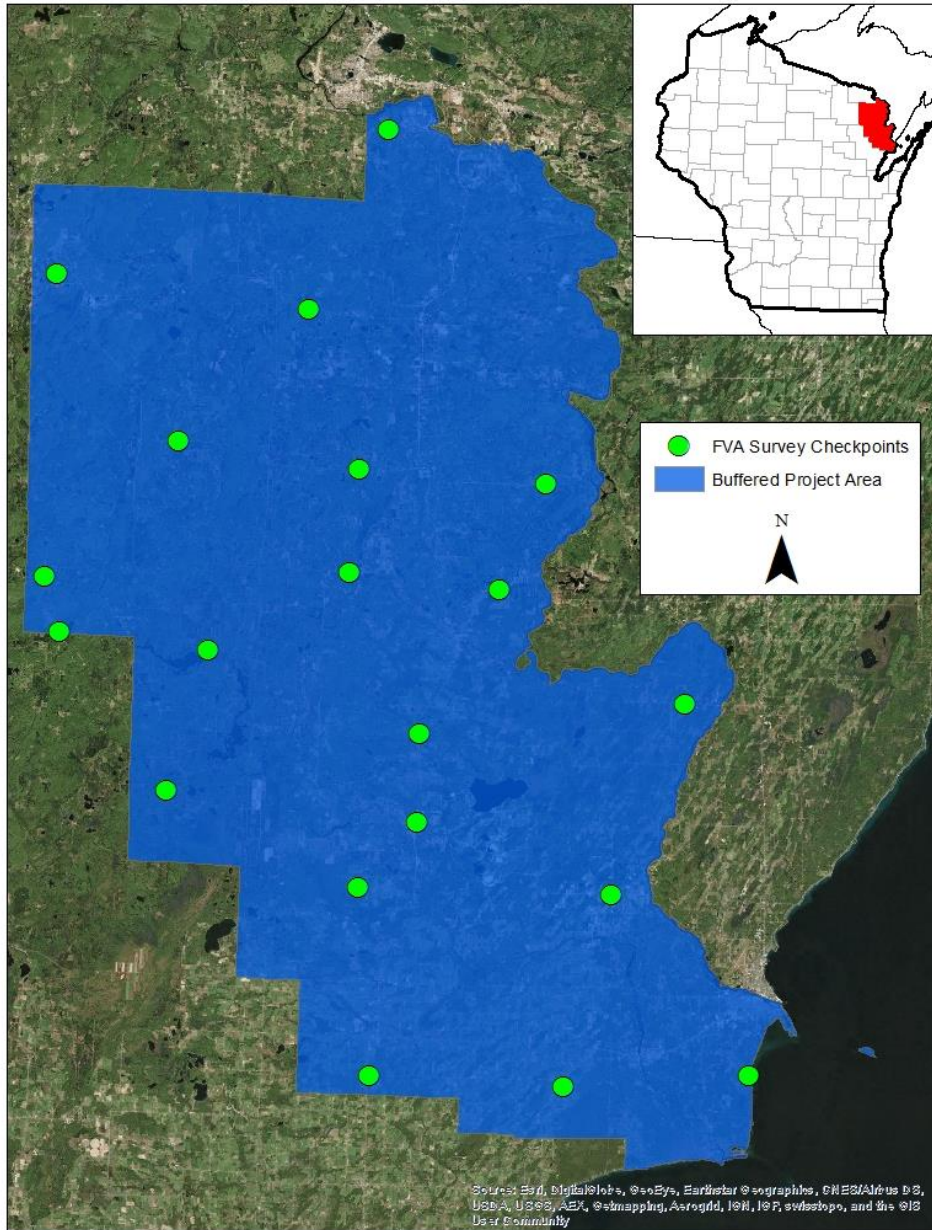 FVA Survey Checkpoints
Buffered Project Area
N
Source: Esri, DigitalGlobe, GeoEye, Earthstar Geographics, CNES/Airbus DS,
USDA, USGS, AEX, Getmapping, Aerogrid, IGN, IGP, swisstopo, and the GIS
User Community